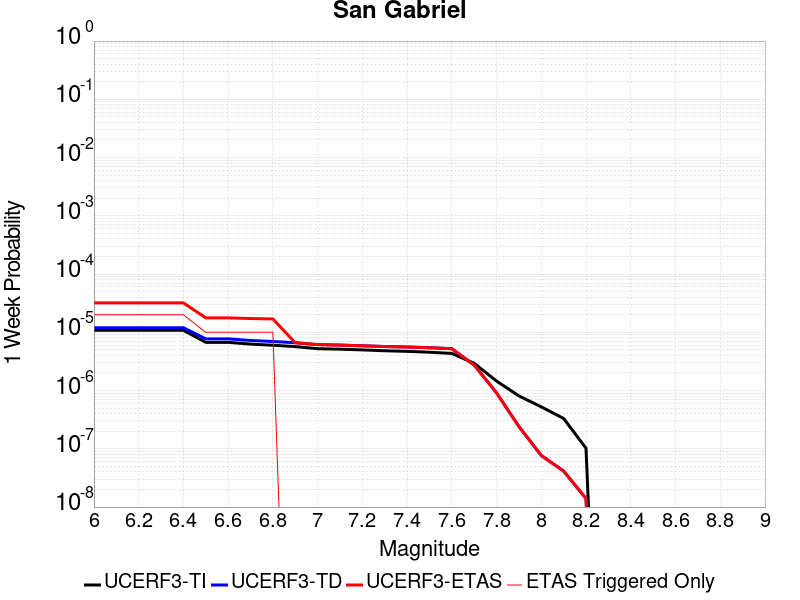 San Gabriel
1 Week Probability
10^0
10^-1
10^-2
10^-3
10^-4
10^-5
10^-6
10^-7
10^-8
6 6.2 6.4 6.6 6.8 7 7.2 7.4 7.6 7.8 8 8.2 8.4 8.6 8.8 9
Magnitude
UCERF3-TI UCERF3-TD UCERF3-ETAS ETAS Triggered Only